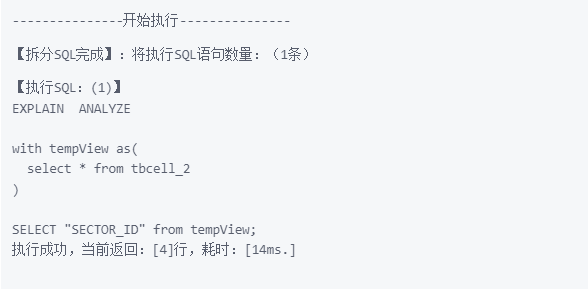 ---------------开始执行---------------
【拆分SQL完成】：将执行SQL语句数量：（1条）
【执行SQL：(1)】
EXPLAIN  ANALYZE
with tempView as(
  select * from tbcell_2
)
SELECT "SECTOR_ID" from tempView;
执行成功，当前返回：[4]行，耗时：[14ms.]